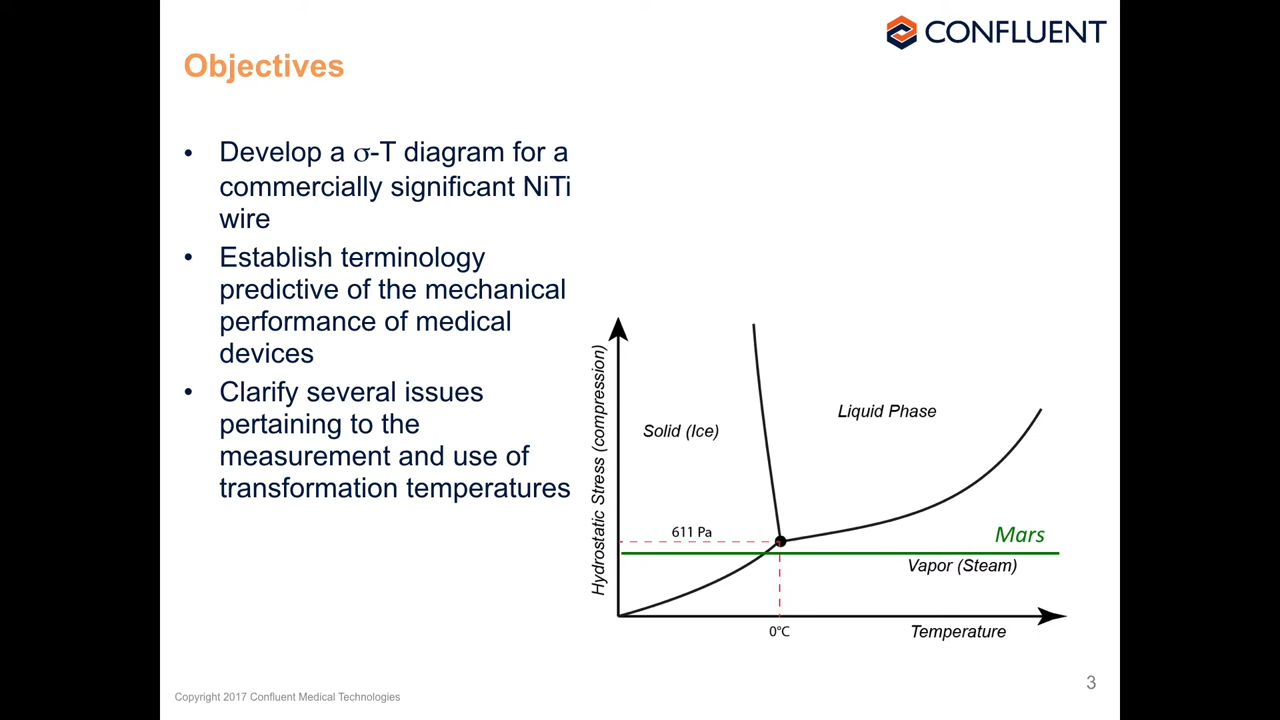 CONFLUENT
Objectives
• Develop a σ-T diagram for a
commercially significant NiTi
wire
• Establish terminology
predictive of the mechanical
performance of medical
devices
• Clarify several issues
pertaining to the
measurement and use of
transformation temperatures
Hydrostatic Stress (compression)
Solid (Ice)
Liquid Phase
611 Pa
Mars
Vapor (Steam)
0°C
Temperature
Copyright 2017 Confluent Medical Technologies
3